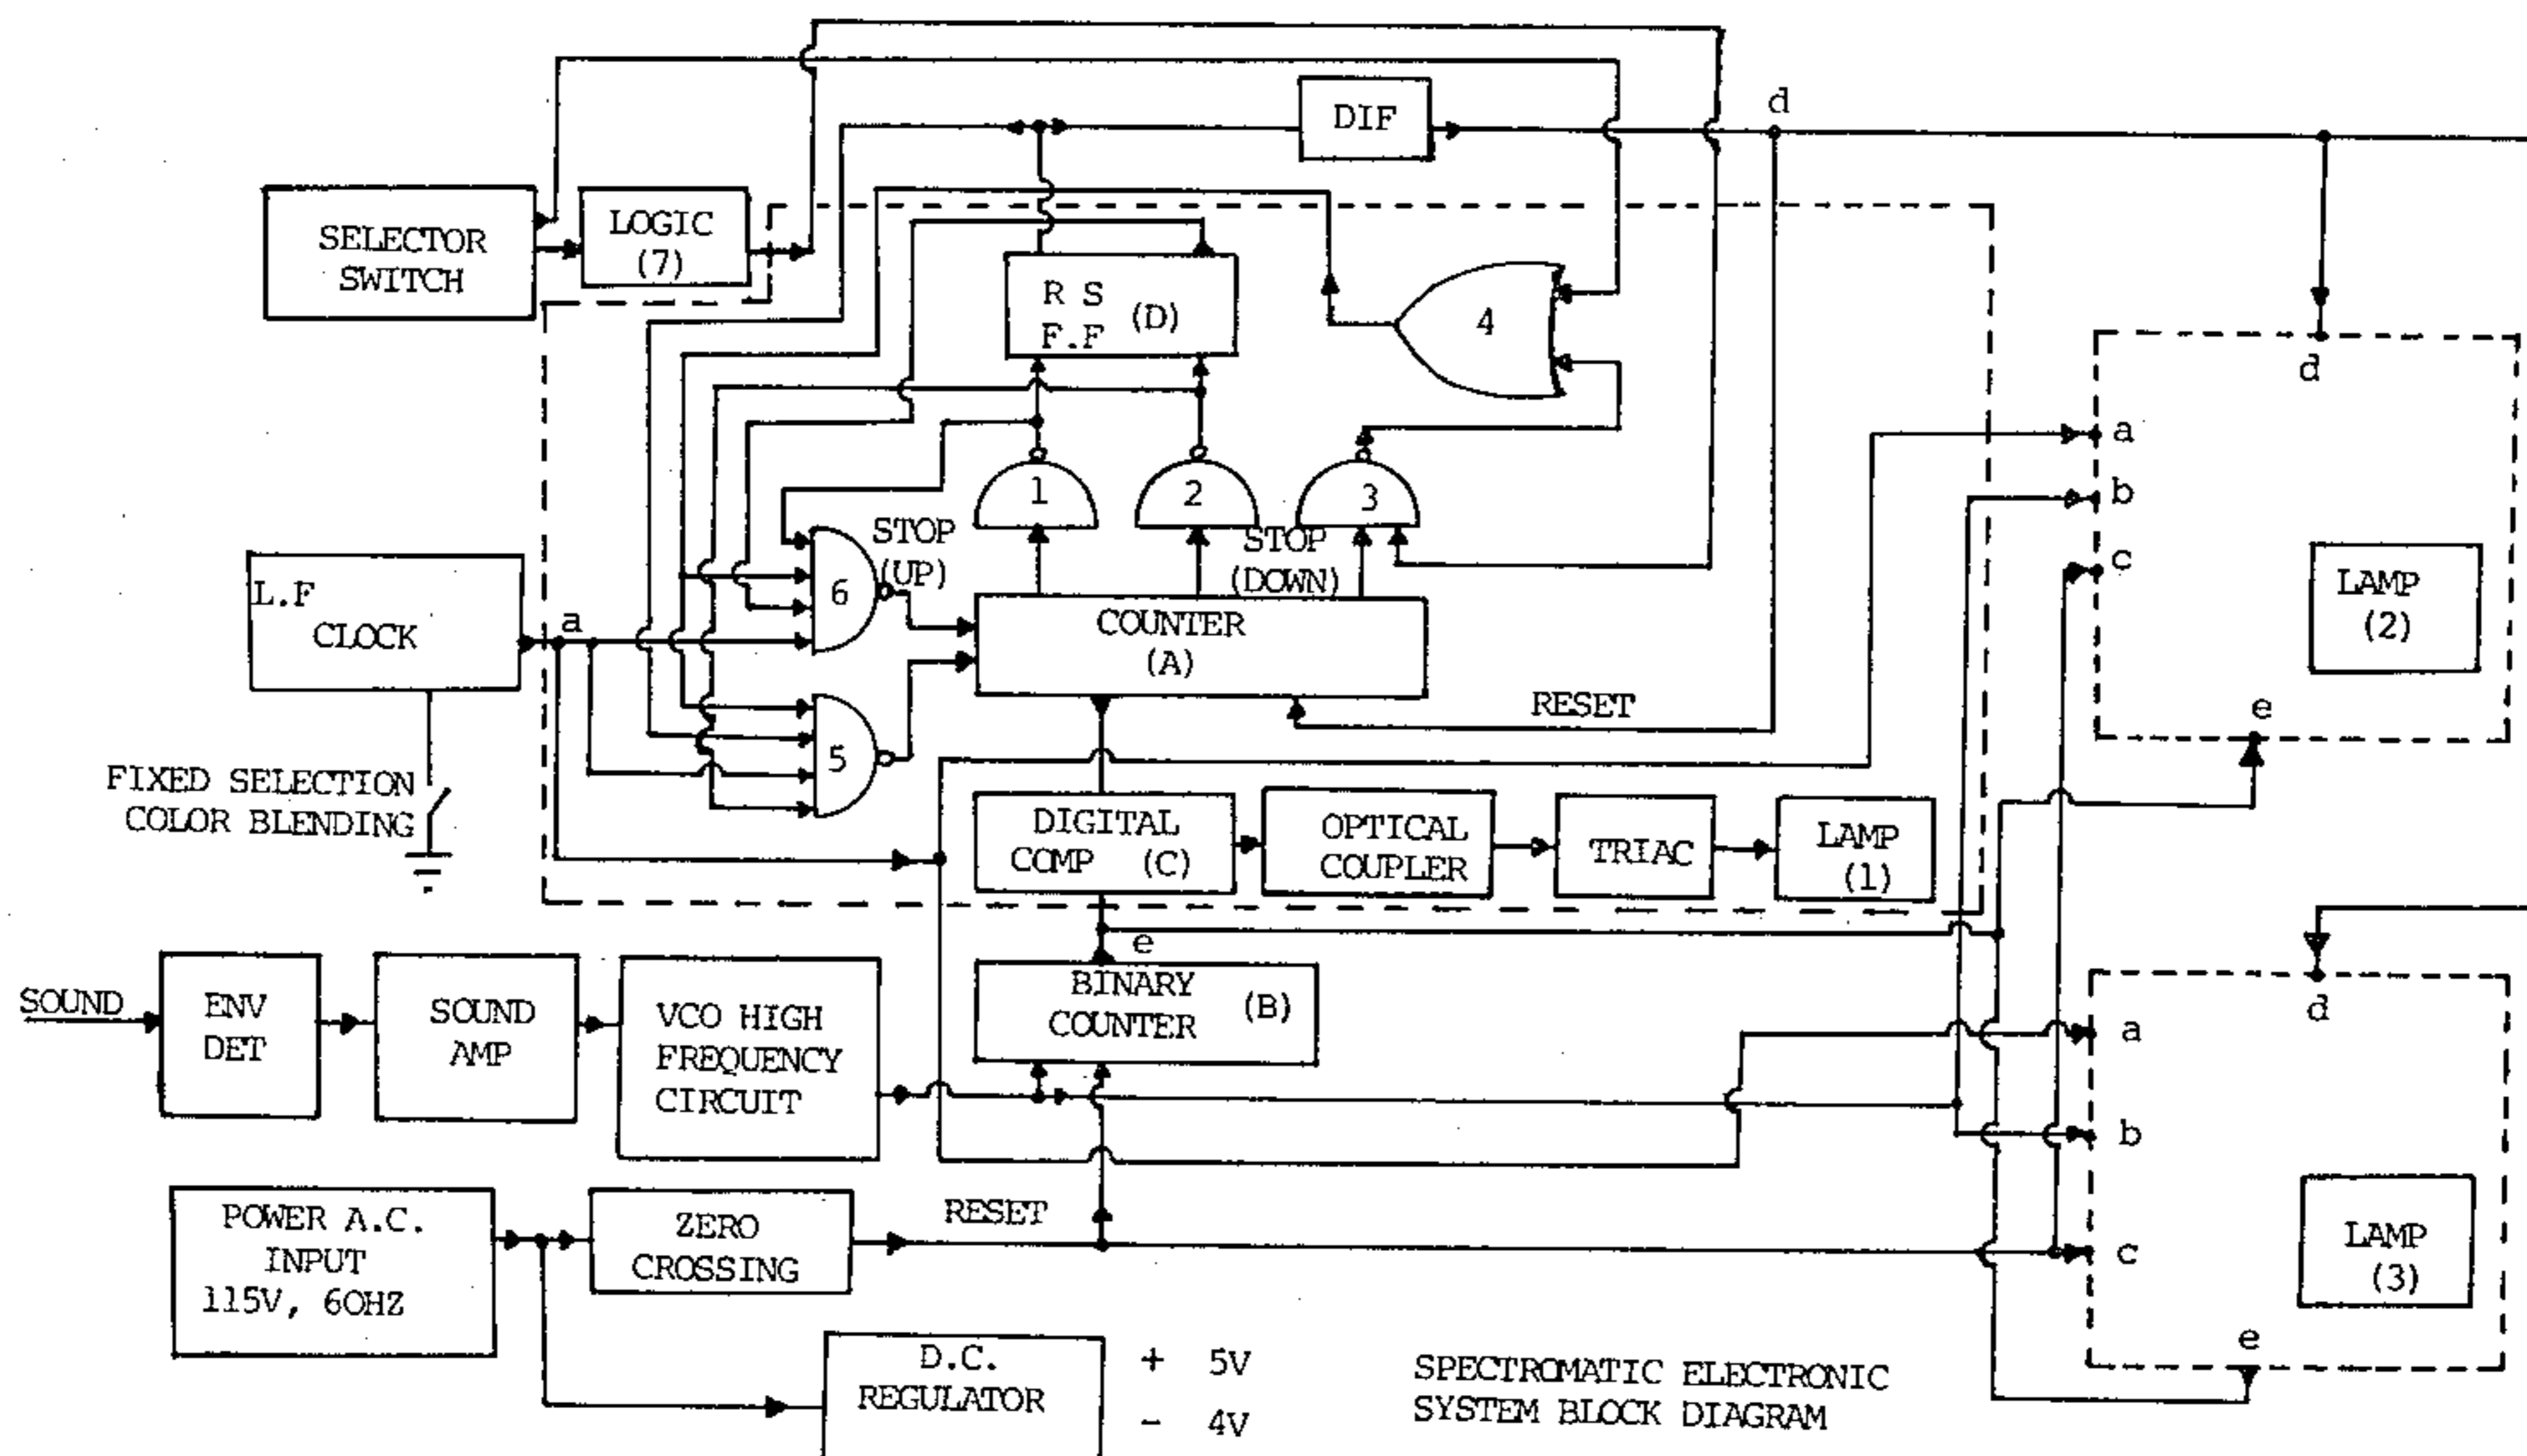 DIF
d
SELECTOR
SWITCH
LOGIC
(7)
R S
F.F
(D)
4
d
a
b
c
1
2
3
STOP
(UP)
STOP
(DOWN)
6
L.F
CLOCK
a
COUNTER
(A)
LAMP
(2)
RESET
e
5
FIXED SELECTION
COLOR BLENDING
DIGITAL
COMP (C)
OPTICAL
COUPLER
TRIAC
LAMP
(1)
e
BINARY
COUNTER
(B)
SOUND
ENV
DET
SOUND
AMP
VCO HIGH
FREQUENCY
CIRCUIT
d
a
b
c
LAMP
(3)
e
POWER A.C.
INPUT
115V, 60HZ
ZERO
CROSSING
RESET
D.C.
REGULATOR
+ 5V
- 4V
SPECTROMATIC ELECTRONIC
SYSTEM BLOCK DIAGRAM